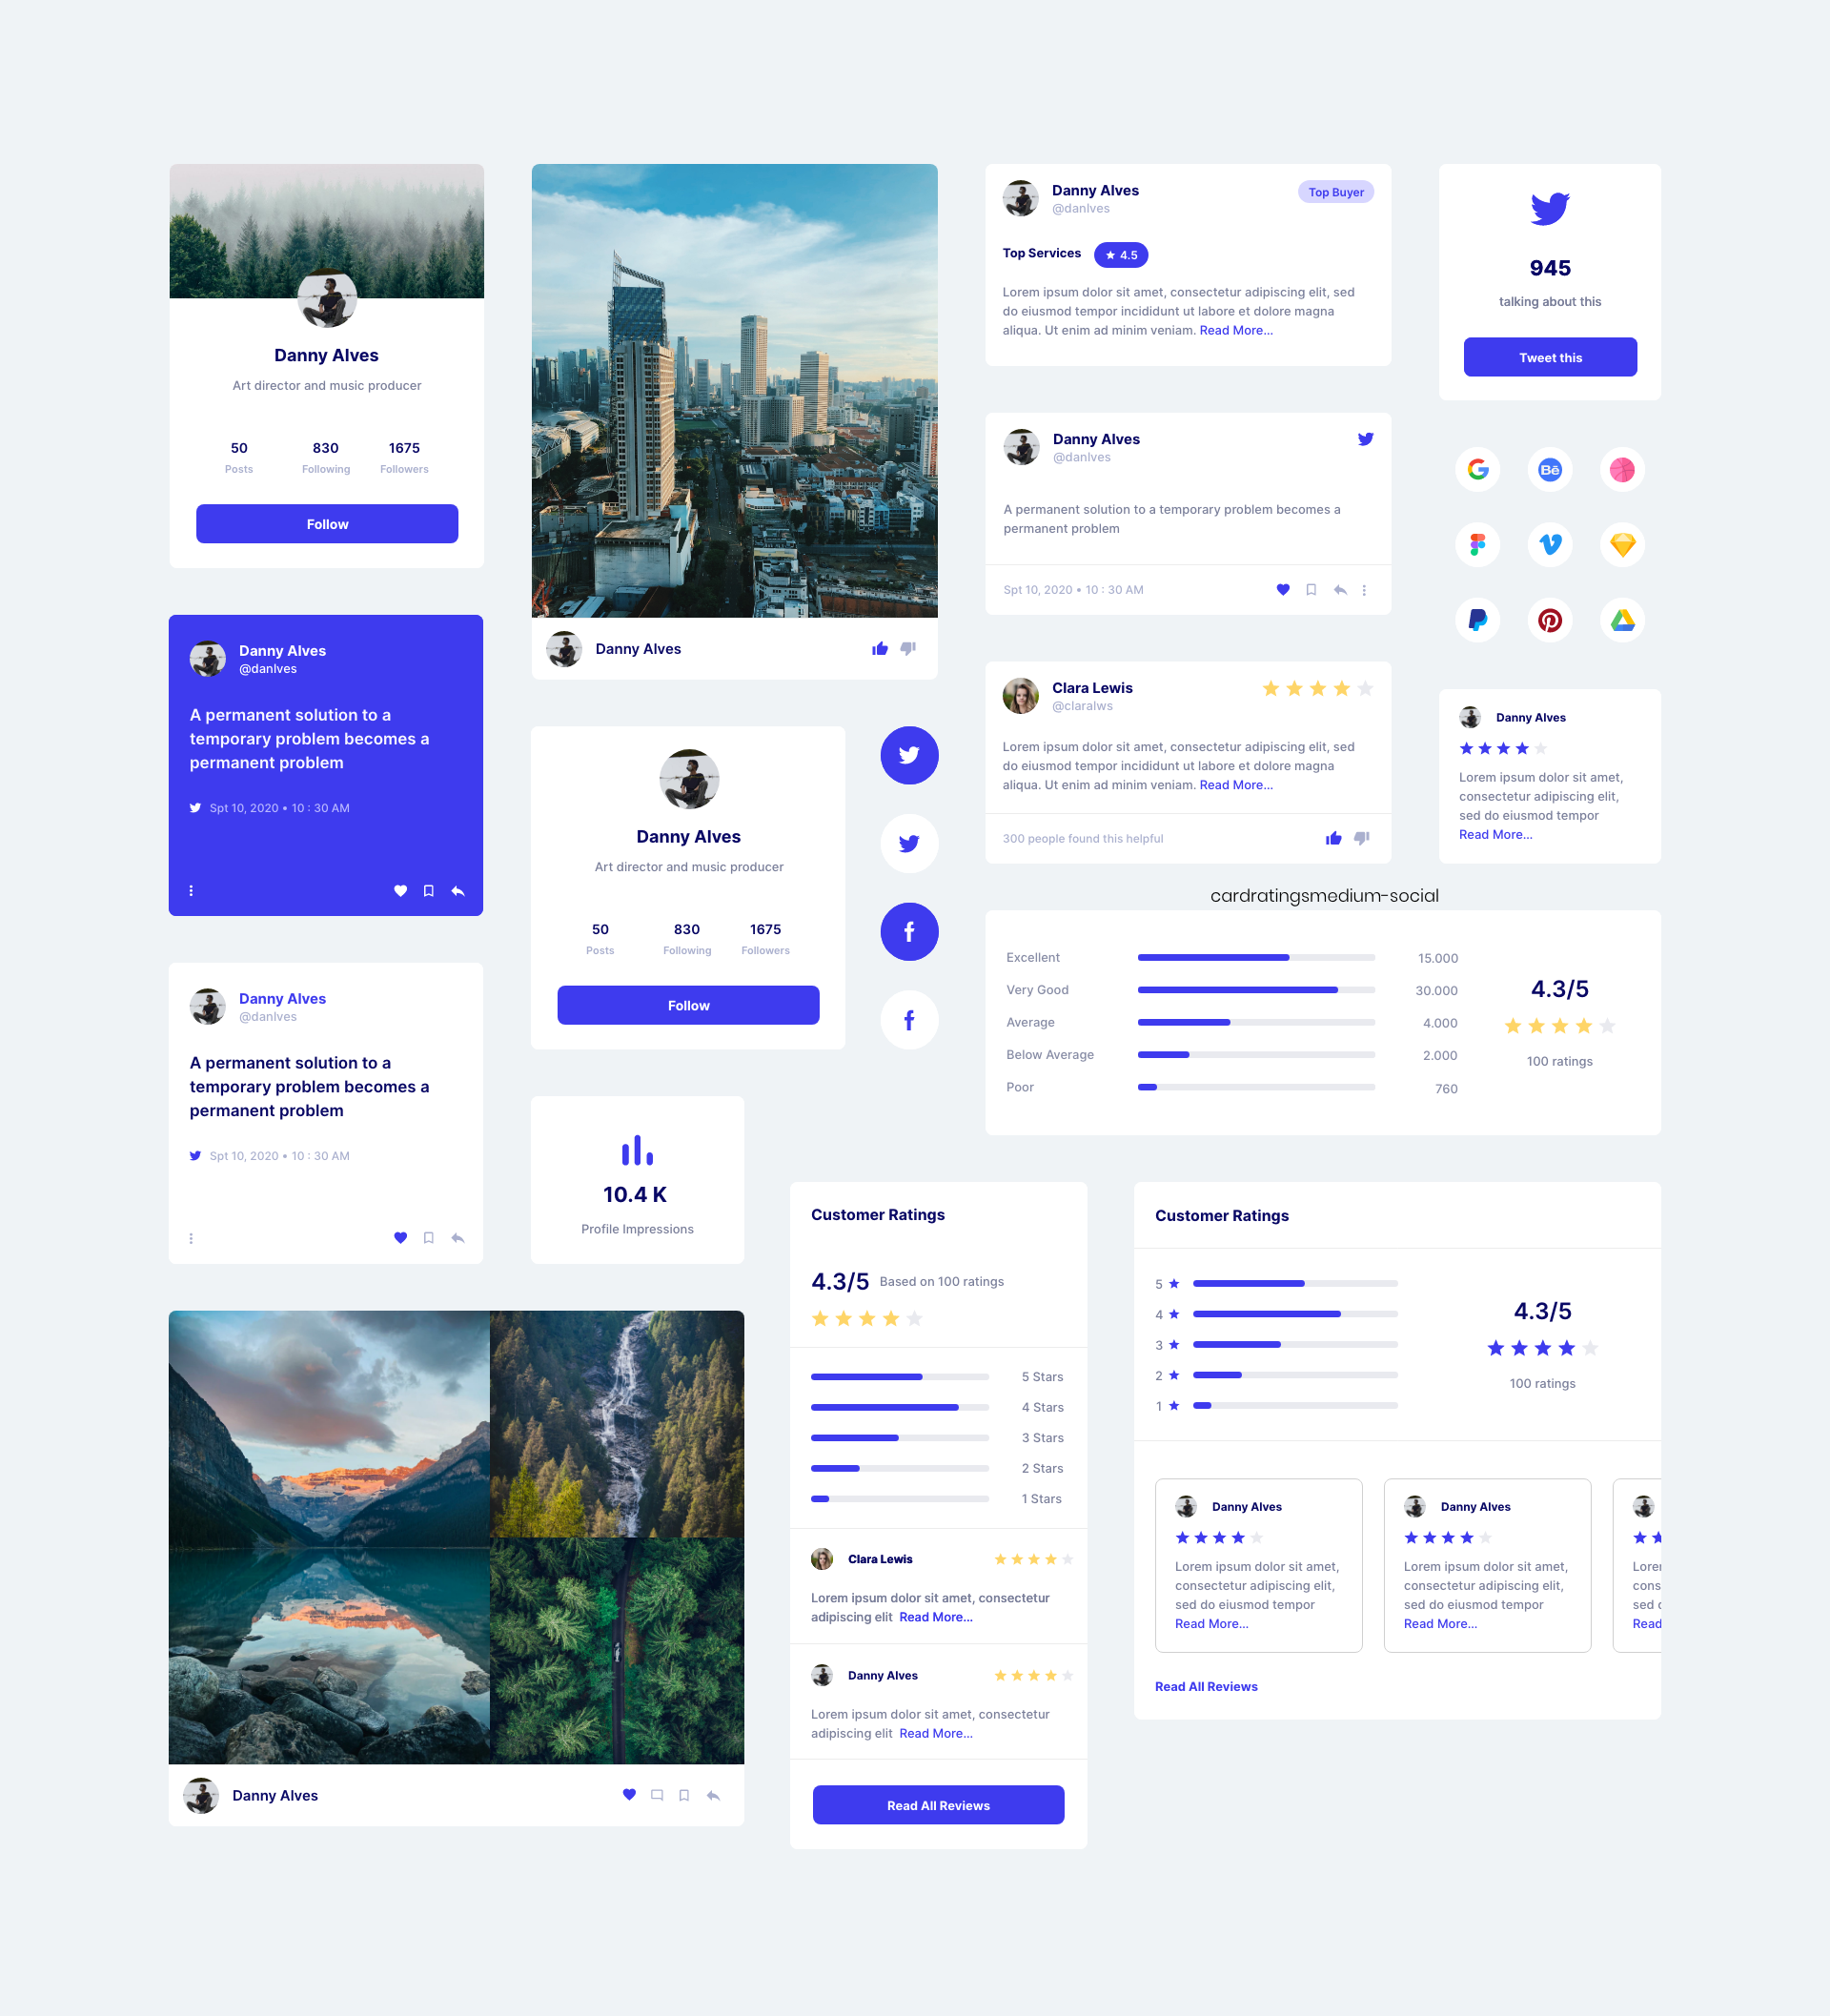 Danny Alves
Art director and music producer
50 830 1675
Posts Following Followers
Follow
Danny Alves
@danlves
A permanent solution to a
temporary problem becomes a
permanent problem
Spt 10, 2020 • 10 : 30 AM
Danny Alves
@danlves
A permanent solution to a
temporary problem becomes a
permanent problem
Spt 10, 2020 • 10 : 30 AM
Danny Alves
Danny Alves
Danny Alves
Art director and music producer
50 830 1675
Posts Following Followers
Follow
10.4 K
Profile Impressions
Danny Alves
@danlves
Top Buyer
Top Services 4.5
Lorem ipsum dolor sit amet, consectetur adipiscing elit, sed
do eiusmod tempor incididunt ut labore et dolore magna
aliqua. Ut enim ad minim veniam. Read More...
Danny Alves
@danlves
A permanent solution to a temporary problem becomes a
permanent problem
Spt 10, 2020 • 10 : 30 AM
Clara Lewis
@claralws
Lorem ipsum dolor sit amet, consectetur adipiscing elit, sed
do eiusmod tempor incididunt ut labore et dolore magna
aliqua. Ut enim ad minim veniam. Read More...
300 people found this helpful
945
talking about this
Tweet this
Bē
Danny Alves
Lorem ipsum dolor sit amet,
consectetur adipiscing elit,
sed do eiusmod tempor
Read More...
cardratingsmedium-social
Excellent 15.000
Very Good 30.000
Average 4.000
Below Average 2.000
Poor 760
4.3/5
100 ratings
Customer Ratings
4.3/5 Based on 100 ratings
5 Stars
4 Stars
3 Stars
2 Stars
1 Stars
Clara Lewis
Lorem ipsum dolor sit amet, consectetur
adipiscing elit Read More...
Danny Alves
Lorem ipsum dolor sit amet, consectetur
adipiscing elit Read More...
Read All Reviews
Customer Ratings
5
4
3
2
1
4.3/5
100 ratings
Danny Alves
Lorem ipsum dolor sit amet,
consectetur adipiscing elit,
sed do eiusmod tempor
Read More...
Danny Alves
Lorem ipsum dolor sit amet,
consectetur adipiscing elit,
sed do eiusmod tempor
Read More...
Lorer
cons
sed c
Read
Read All Reviews